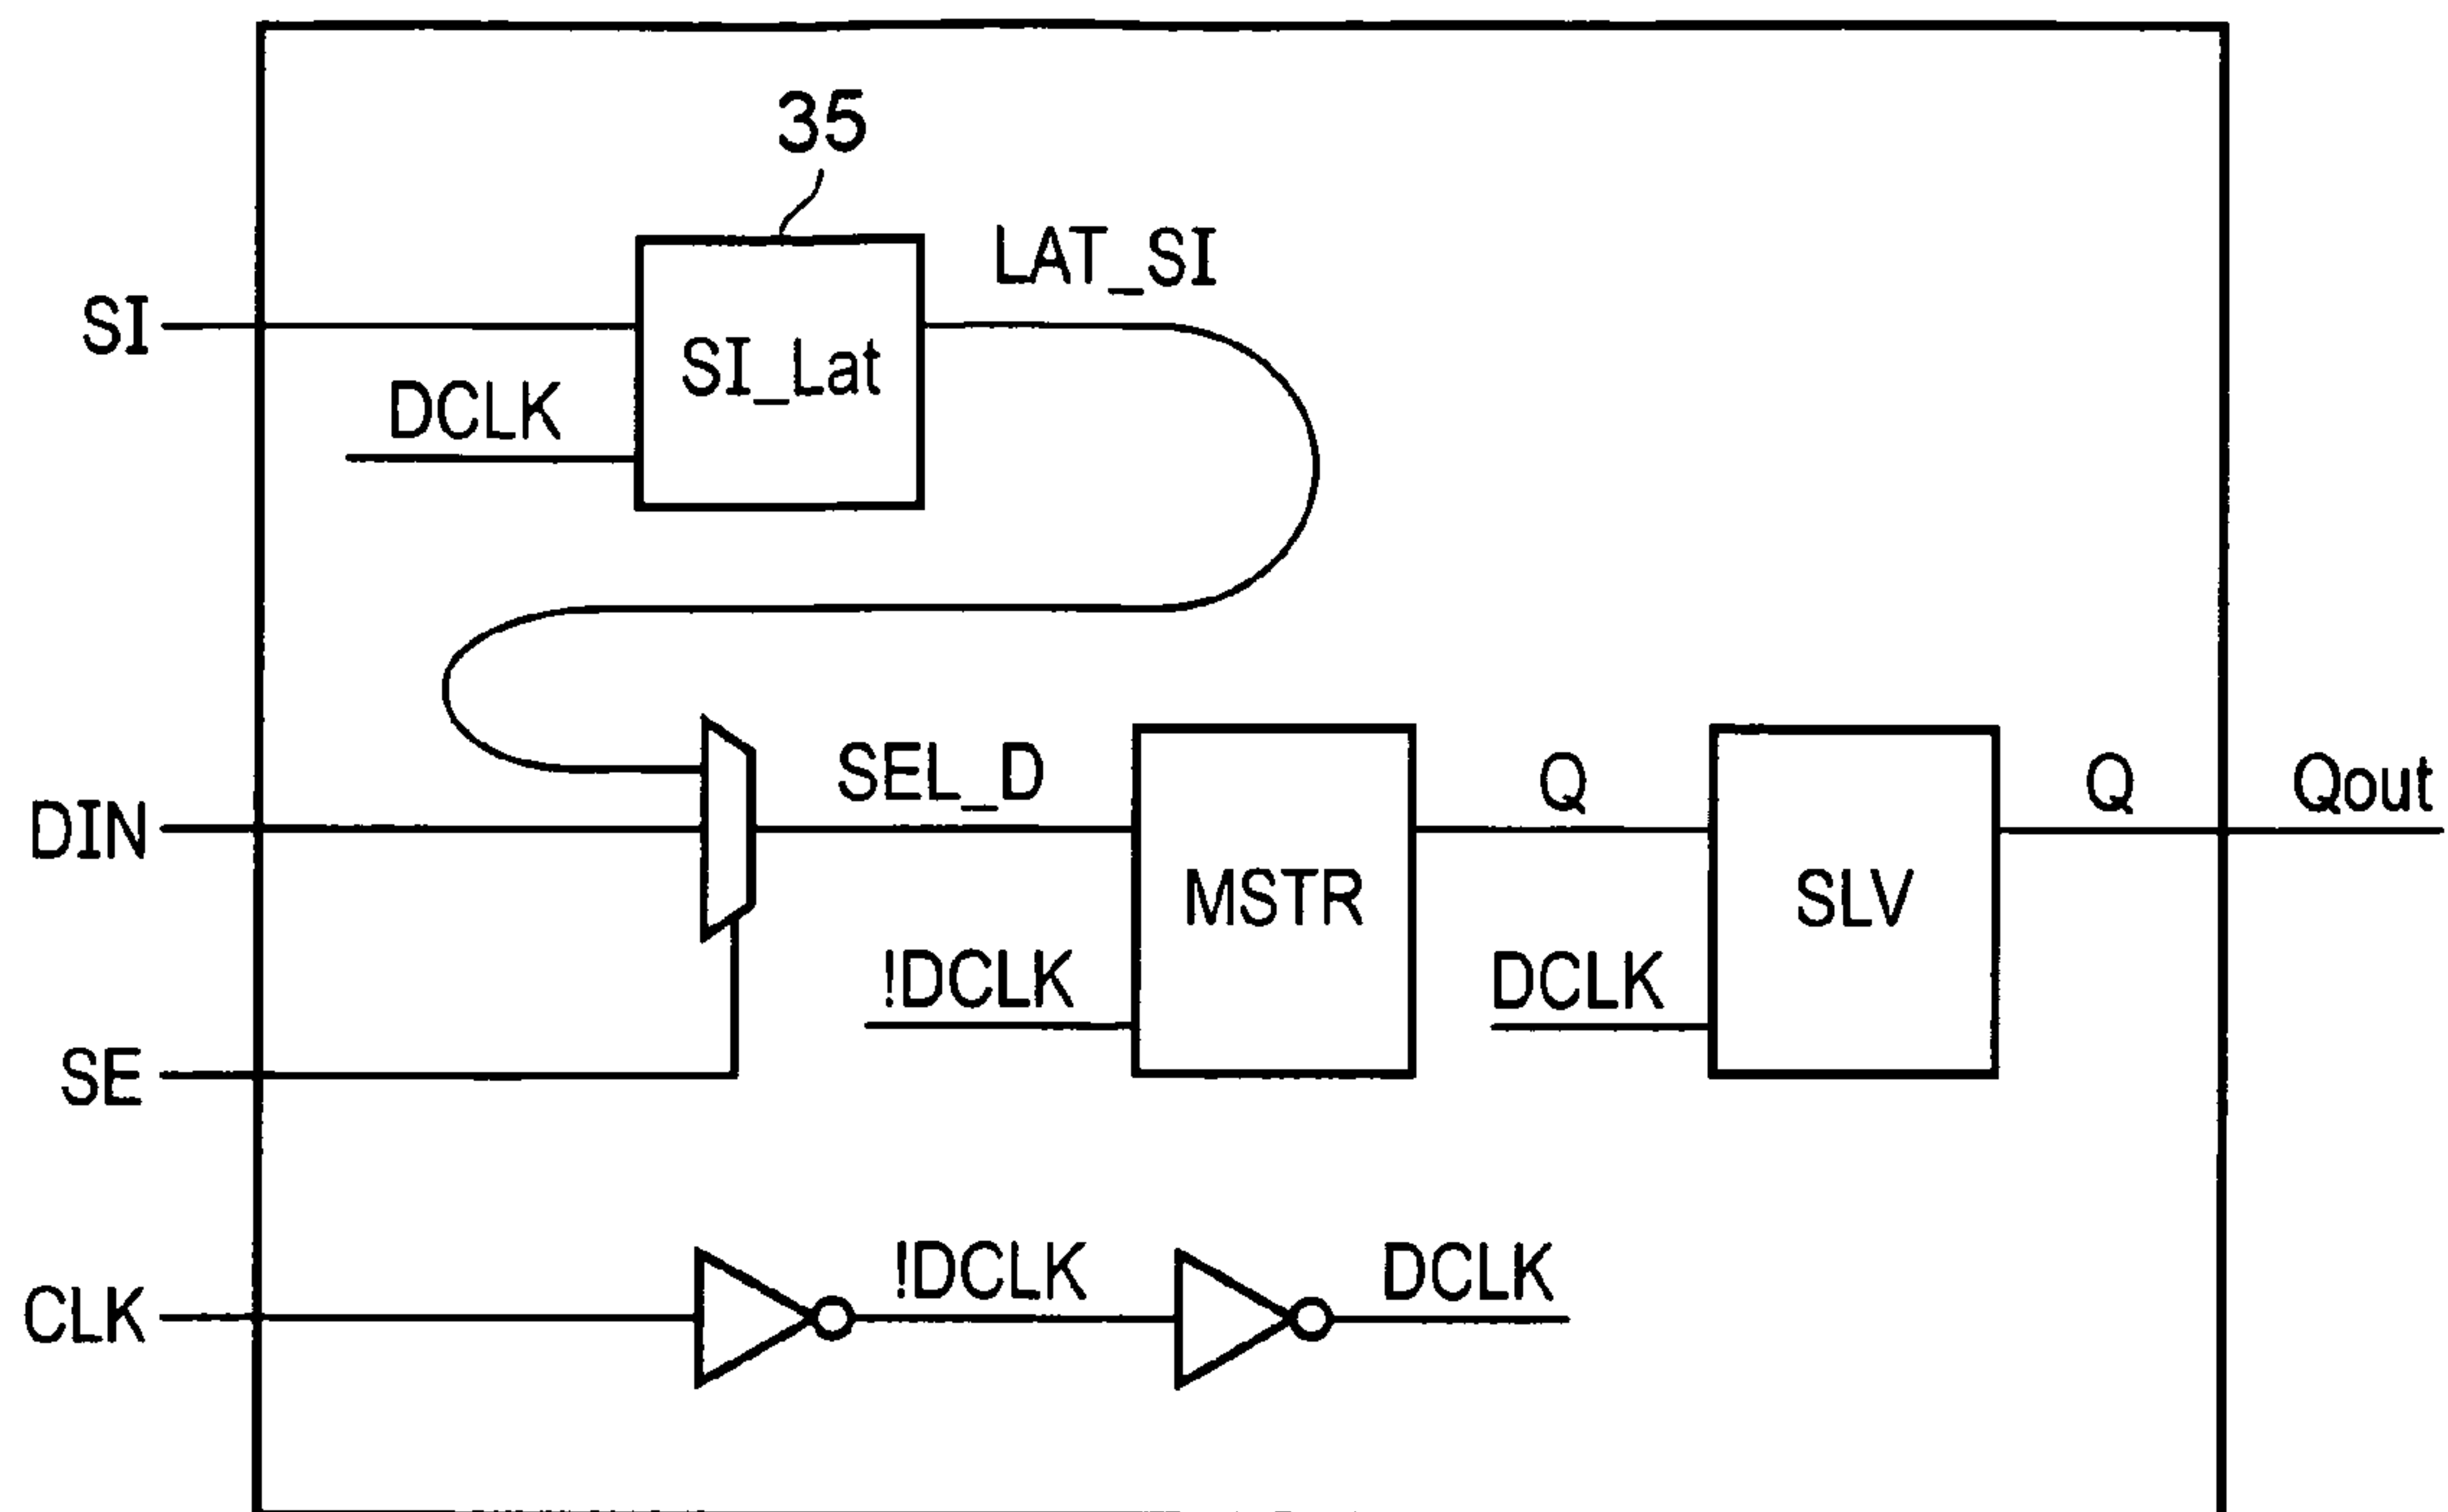 35
LAT_SI
SI
SI_Lat
DCLK
SEL_D
Q
Q
Qout
DIN
MSTR
SLV
!DCLK
DCLK
SE
!DCLK
DCLK
CLK